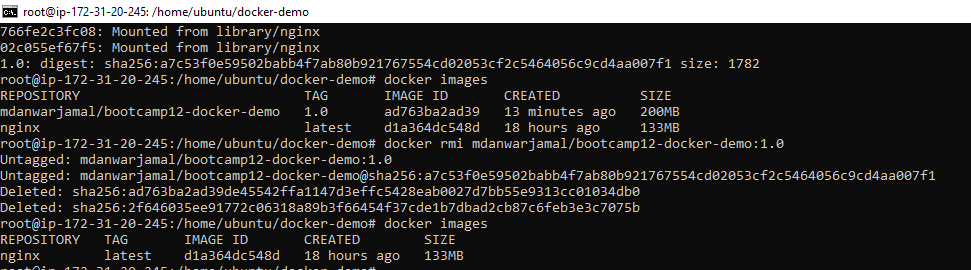 root@ip-172-31-20-245: /home/ubuntu/docker-demo
766fe2c3fc08: Mounted from library/nginx
02c055ef67f5: Mounted from library/nginx
1.0: digest: sha256:a7c53f0e59502babb4f7ab80b921767554cd02053cf2c5464056c9cd4aa007f1 size: 1782
root@ip-172-31-20-245:/home/ubuntu/docker-demo# docker images
REPOSITORY TAG IMAGE ID CREATED SIZE
mdanwarjamal/bootcamp12-docker-demo 1.0 ad763ba2ad39 13 minutes ago 200MB
nginx latest d1a364dc548d 18 hours ago 133MB
root@ip-172-31-20-245:/home/ubuntu/docker-demo# docker rmi mdanwarjamal/bootcamp12-docker-demo:1.0
Untagged: mdanwarjamal/bootcamp12-docker-demo:1.0
Untagged: mdanwarjamal/bootcamp12-docker-demo@sha256:a7c53f0e59502babb4f7ab80b921767554cd02053cf2c5464056c9cd4aa007f1
Deleted: sha256:ad763ba2ad39de45542ffa1147d3effc5428eab0027d7bb55e9313cc01034db0
Deleted: sha256:2f646035ee91772c06318a89b3f66454f37cde1b7dbad2cb87c6feb3e3c7075b
root@ip-172-31-20-245:/home/ubuntu/docker-demo# docker images
REPOSITORY TAG IMAGE ID CREATED SIZE
nginx latest d1a364dc548d 18 hours ago 133MB
root@ip-172-31-20-245:/home/ubuntu/docker-demo#